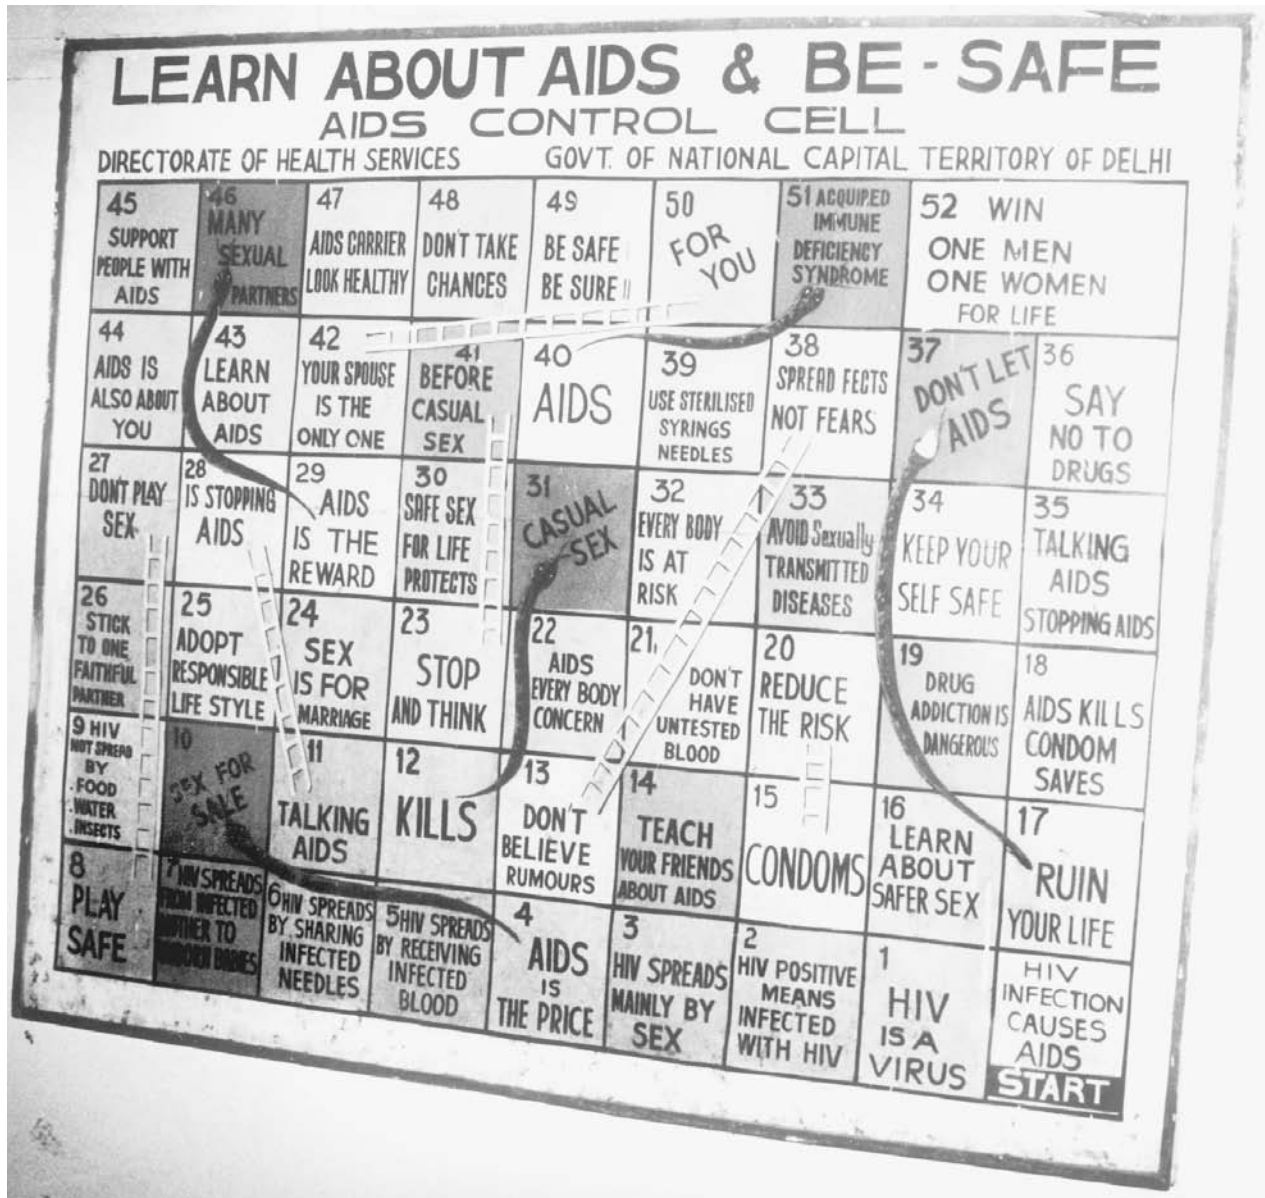 LEARN ABOUT AIDS & BE - SAFE
AIDS CONTROL CELL
DIRECTORATE OF HEALTH SERVICES GOVT. OF NATIONAL CAPITAL TERRITORY OF DELHI
45
SUPPORT
PEOPLE WITH
AIDS
46
MANY
SEXUAL
PARTNERS
47
AIDS CARRIER
LOOK HEALTHY
48
DON'T TAKE
CHANCES
49
BE SAFE
BE SURE !!
50
FOR
YOU
51 ACQUIRED
IMMUNE
DEFICIENCY
SYNDROME
52 WIN
ONE MEN
ONE WOMEN
FOR LIFE
44
AIDS IS
ALSO ABOUT
YOU
43
LEARN
ABOUT
AIDS
42
YOUR SPOUSE
IS THE
ONLY ONE
41
BEFORE
CASUAL
SEX
40
AIDS
39
USE STERILISED
SYRINGS
NEEDLES
38
SPREAD FECTS
NOT FEARS
37
DON'T LET
AIDS
36
SAY
NO TO
DRUGS
27
DON'T PLAY
SEX
28
IS STOPPING
AIDS
29
AIDS
IS THE
REWARD
30
SAFE SEX
FOR LIFE
PROTECTS
31
CASUAL
SEX
32
EVERY BODY
IS AT
RISK
33
AVOID Sexually
TRANSMITTED
DISEASES
34
KEEP YOUR
SELF SAFE
35
TALKING
AIDS
STOPPING AIDS
26
STICK
TO ONE
FAITHFUL
PARTNER
25
ADOPT
RESPONSIBLE
LIFE STYLE
24
SEX
IS FOR
MARRIAGE
23
STOP
AND THINK
22
AIDS
EVERY BODY
CONCERN
21.
DON'T
HAVE
UNTESTED
BLOOD
20
REDUCE
THE RISK
19
DRUG
ADDICTION IS
DANGEROUS
18
AIDS KILLS
CONDOM
SAVES
9 HIV
NOT SPREAD
BY
.FOOD
.WATER
.INSECTS
10
SEX FOR
SALE
11
TALKING
AIDS
12
KILLS
13
DON'T
BELIEVE
RUMOURS
14
TEACH
YOUR FRIENDS
ABOUT AIDS
15
CONDOMS
16
LEARN
ABOUT
SAFER SEX
17
RUIN
YOUR LIFE
8
PLAY
SAFE
7
HIV SPREADS
FROM INFECTED
MOTHER TO
UNBORN BABIES
6 HIV SPREADS
BY SHARING
INFECTED
NEEDLES
5 HIV SPREADS
BY RECEIVING
INFECTED
BLOOD
4
AIDS
IS
THE PRICE
3
HIV SPREADS
MAINLY BY
SEX
2
HIV POSITIVE
MEANS
INFECTED
WITH HIV
1
HIV
IS A
VIRUS
HIV
INFECTION
CAUSES
AIDS
START